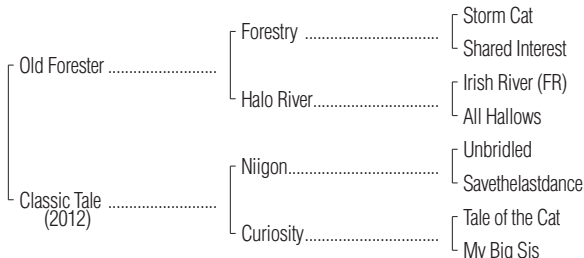 Storm Cat
Forestry ..............................
Shared Interest
Old Forester ........................
Irish River (FR)
Halo River............................
All Hallows
Unbridled
Niigon...................................
Savethelastdance
Classic Tale ........................
(2012)
Tale of the Cat
Curiosity..............................
My Big Sis